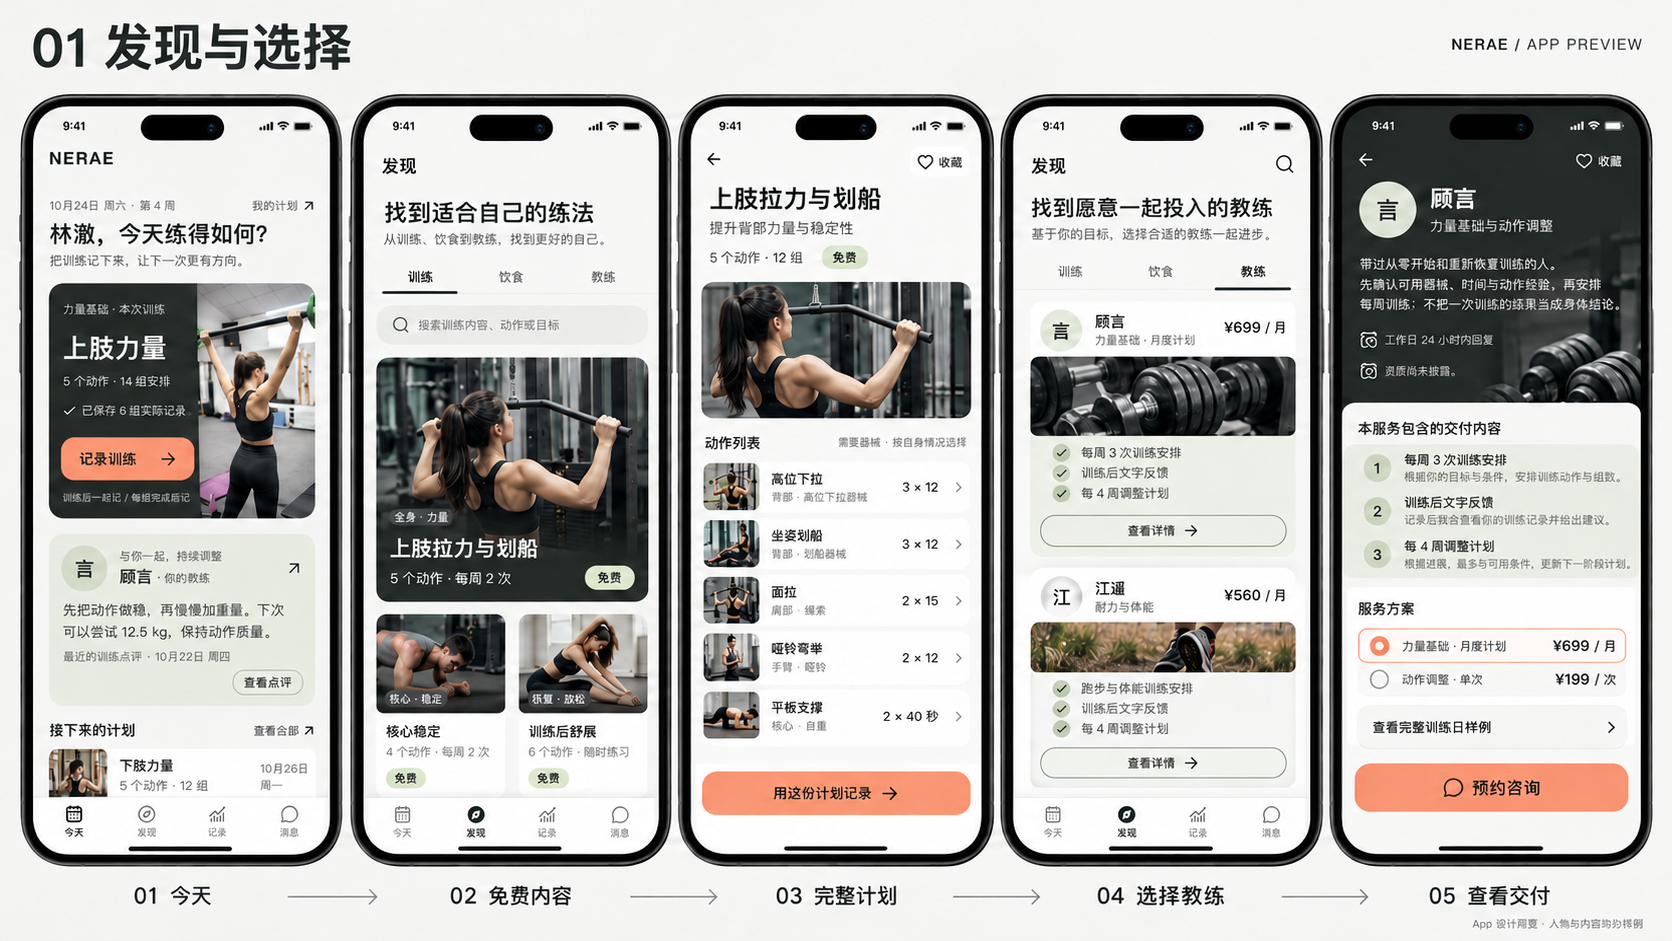 01 发现与选择
NERAE / APP PREVIEW
9:41
NERAE
10月24日 周六 · 第 4 周
我的计划
林澈，今天练得如何？
把训练记下来，让下一次更有方向。
力量基础 · 本次训练
上肢力量
5 个动作 · 14 组安排
已保存 6 组实际记录
记录训练
训练后一起记 / 每组完成后记
言
与你一起，持续调整
顾言 · 你的教练
先把动作做稳，再慢慢加重量。下次
可以尝试 12.5 kg，保持动作质量。
最近的训练点评 · 10月22日 周四
查看点评
接下来的计划
查看
下肢力量
5 个动作 · 12 组
10月26日
周一
今天
发现
记录
消息
01 今天
9:41
发现
找到适合自己的练法
从训练、饮食到教练，找到更好的自己。
训练
饮食
教练
搜索训练内容、动作或目标
全身 · 力量
上肢拉力与划船
5 个动作 · 每周 2 次
免费
核心 · 稳定
核心稳定
4 个动作 · 每周 2 次
免费
放松
训练后舒展
6 个动作 · 随时练习
免费
今天
发现
记录
消息
02 免费内容
9:41
收藏
上肢拉力与划船
提升背部力量与稳定性
5 个动作 · 12 组
免费
动作列表
需要器械 · 按自身情况选择
高位下拉
背部 · 高位下拉器械
3 × 12
坐姿划船
背部 · 划船器械
3 × 12
面拉
肩部 · 绳索
2 × 15
哑铃弯举
手臂 · 哑铃
2 × 12
平板支撑
核心 · 自重
2 × 40 秒
用这份计划记录
03 完整计划
9:41
发现
找到愿意一起投入的教练
基于你的目标，选择合适的教练一起进步。
训练
饮食
教练
言
顾言
力量基础 · 月度计划
¥699 / 月
每周 3 次训练安排
训练后文字反馈
每 4 周调整计划
查看详情
江
江遥
耐力与体能
¥560 / 月
跑步与体能训练安排
训练后文字反馈
每 4 周调整计划
查看详情
今天
发现
记录
消息
04 选择教练
9:41
收藏
言
顾言
力量基础与动作调整
带过从零开始和重新恢复训练的人。
先确认可用器械、时间与动作经验，再安排
每周训练；不把一次训练的结果当成身体结论。
工作日 24 小时内回复
资质尚未披露。
本服务包含的交付内容
1
每周 3 次训练安排
根据你的目标与条件，安排训练动作与组数。
2
训练后文字反馈
记录后我会查看你的训练记录并给出建议。
3
每 4 周调整计划
根据进展，最多与可用条件，更新下一阶段计划。
服务方案
力量基础 · 月度计划
¥699 / 月
动作调整 · 单次
¥199 / 次
查看完整训练日样例
预约咨询
05 查看交付
App 设计